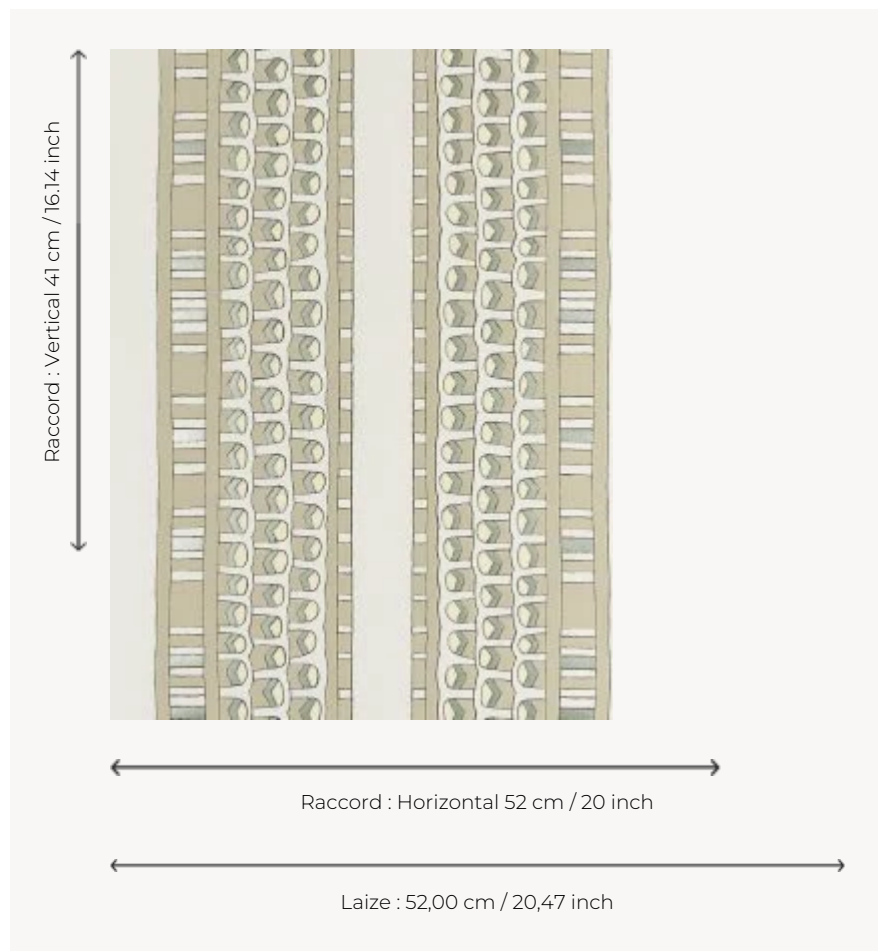 Raccord : Vertical 41 cm / 16.14 inch
Raccord : Horizontal 52 cm / 20 inch
Laize : 52,00 cm / 20,47 inch